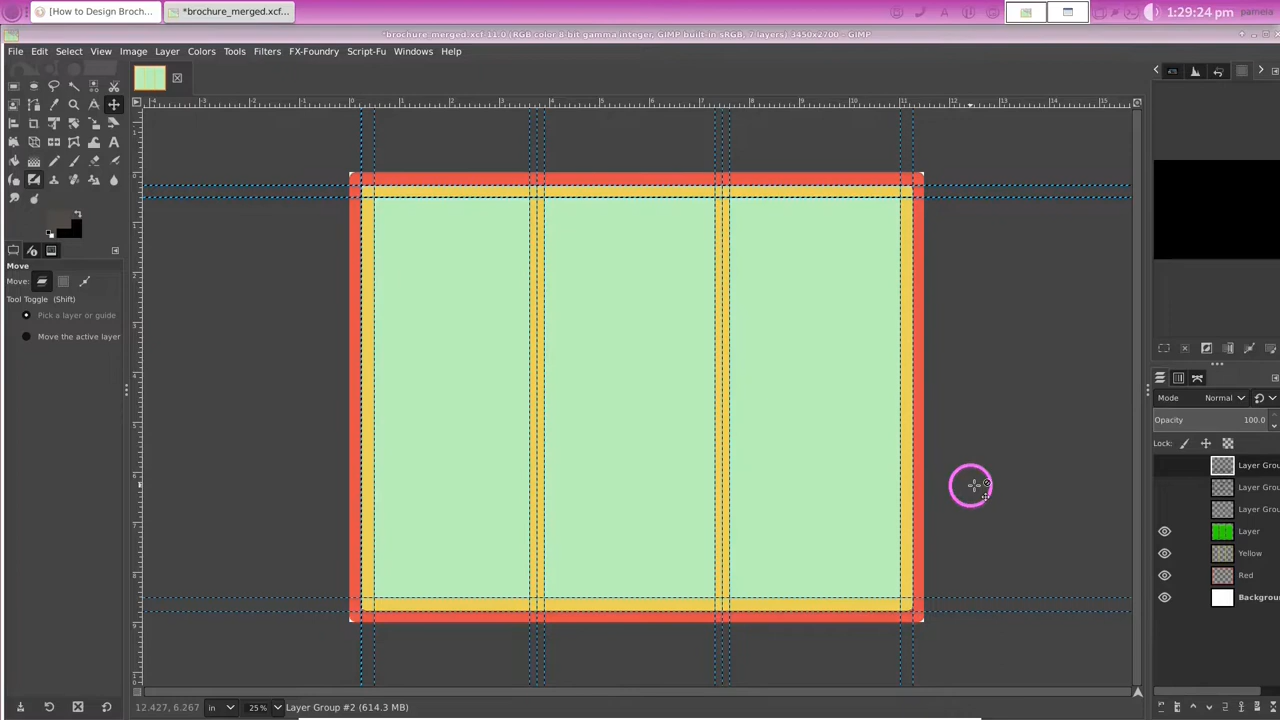 [How to Design Broch...
*brochure_merged.xcf...
1:29:24 pm
pamela
*brochure-merged.xcf-11.0 (RGB color 8-bit gamma integer, GIMP built-in sRGB, 7 layers) 3450x2700 – GIMP
File Edit Select View Image Layer Colors Tools Filters FX-Foundry Script-Fu Windows Help
Move
Move:
Tool Toggle (Shift)
Pick a layer or guide
Move the active layer
Mode Normal
Opacity 100.0
Lock:
Layer Grou
Layer Grou
Layer Grou
Layer
Yellow
Red
Backgroun
12.427, 6.267 in 25% Layer Group #2 (614.3 MB)